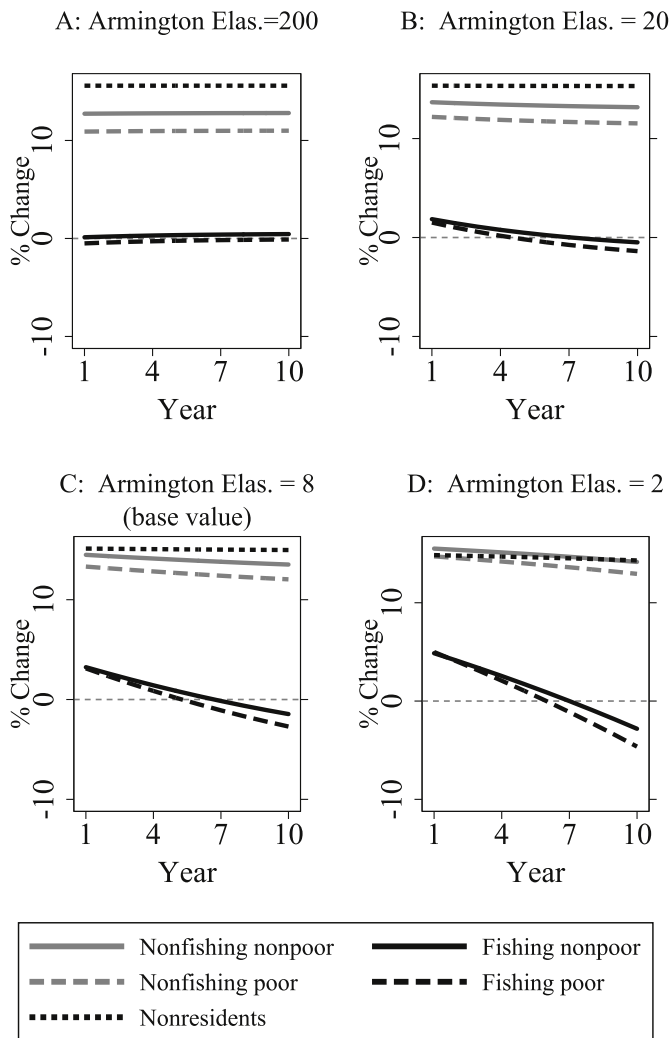 A: Armington Elas.=200
B: Armington Elas. = 20
% Change
10
0
-10
1 4 7 10
Year
% Change
10
0
-10
1 4 7 10
Year
C: Armington Elas. = 8
(base value)
D: Armington Elas. = 2
% Change
10
0
-10
1 4 7 10
Year
% Change
10
0
-10
1 4 7 10
Year
Nonfishing nonpoor
Fishing nonpoor
Nonfishing poor
Fishing poor
Nonresidents